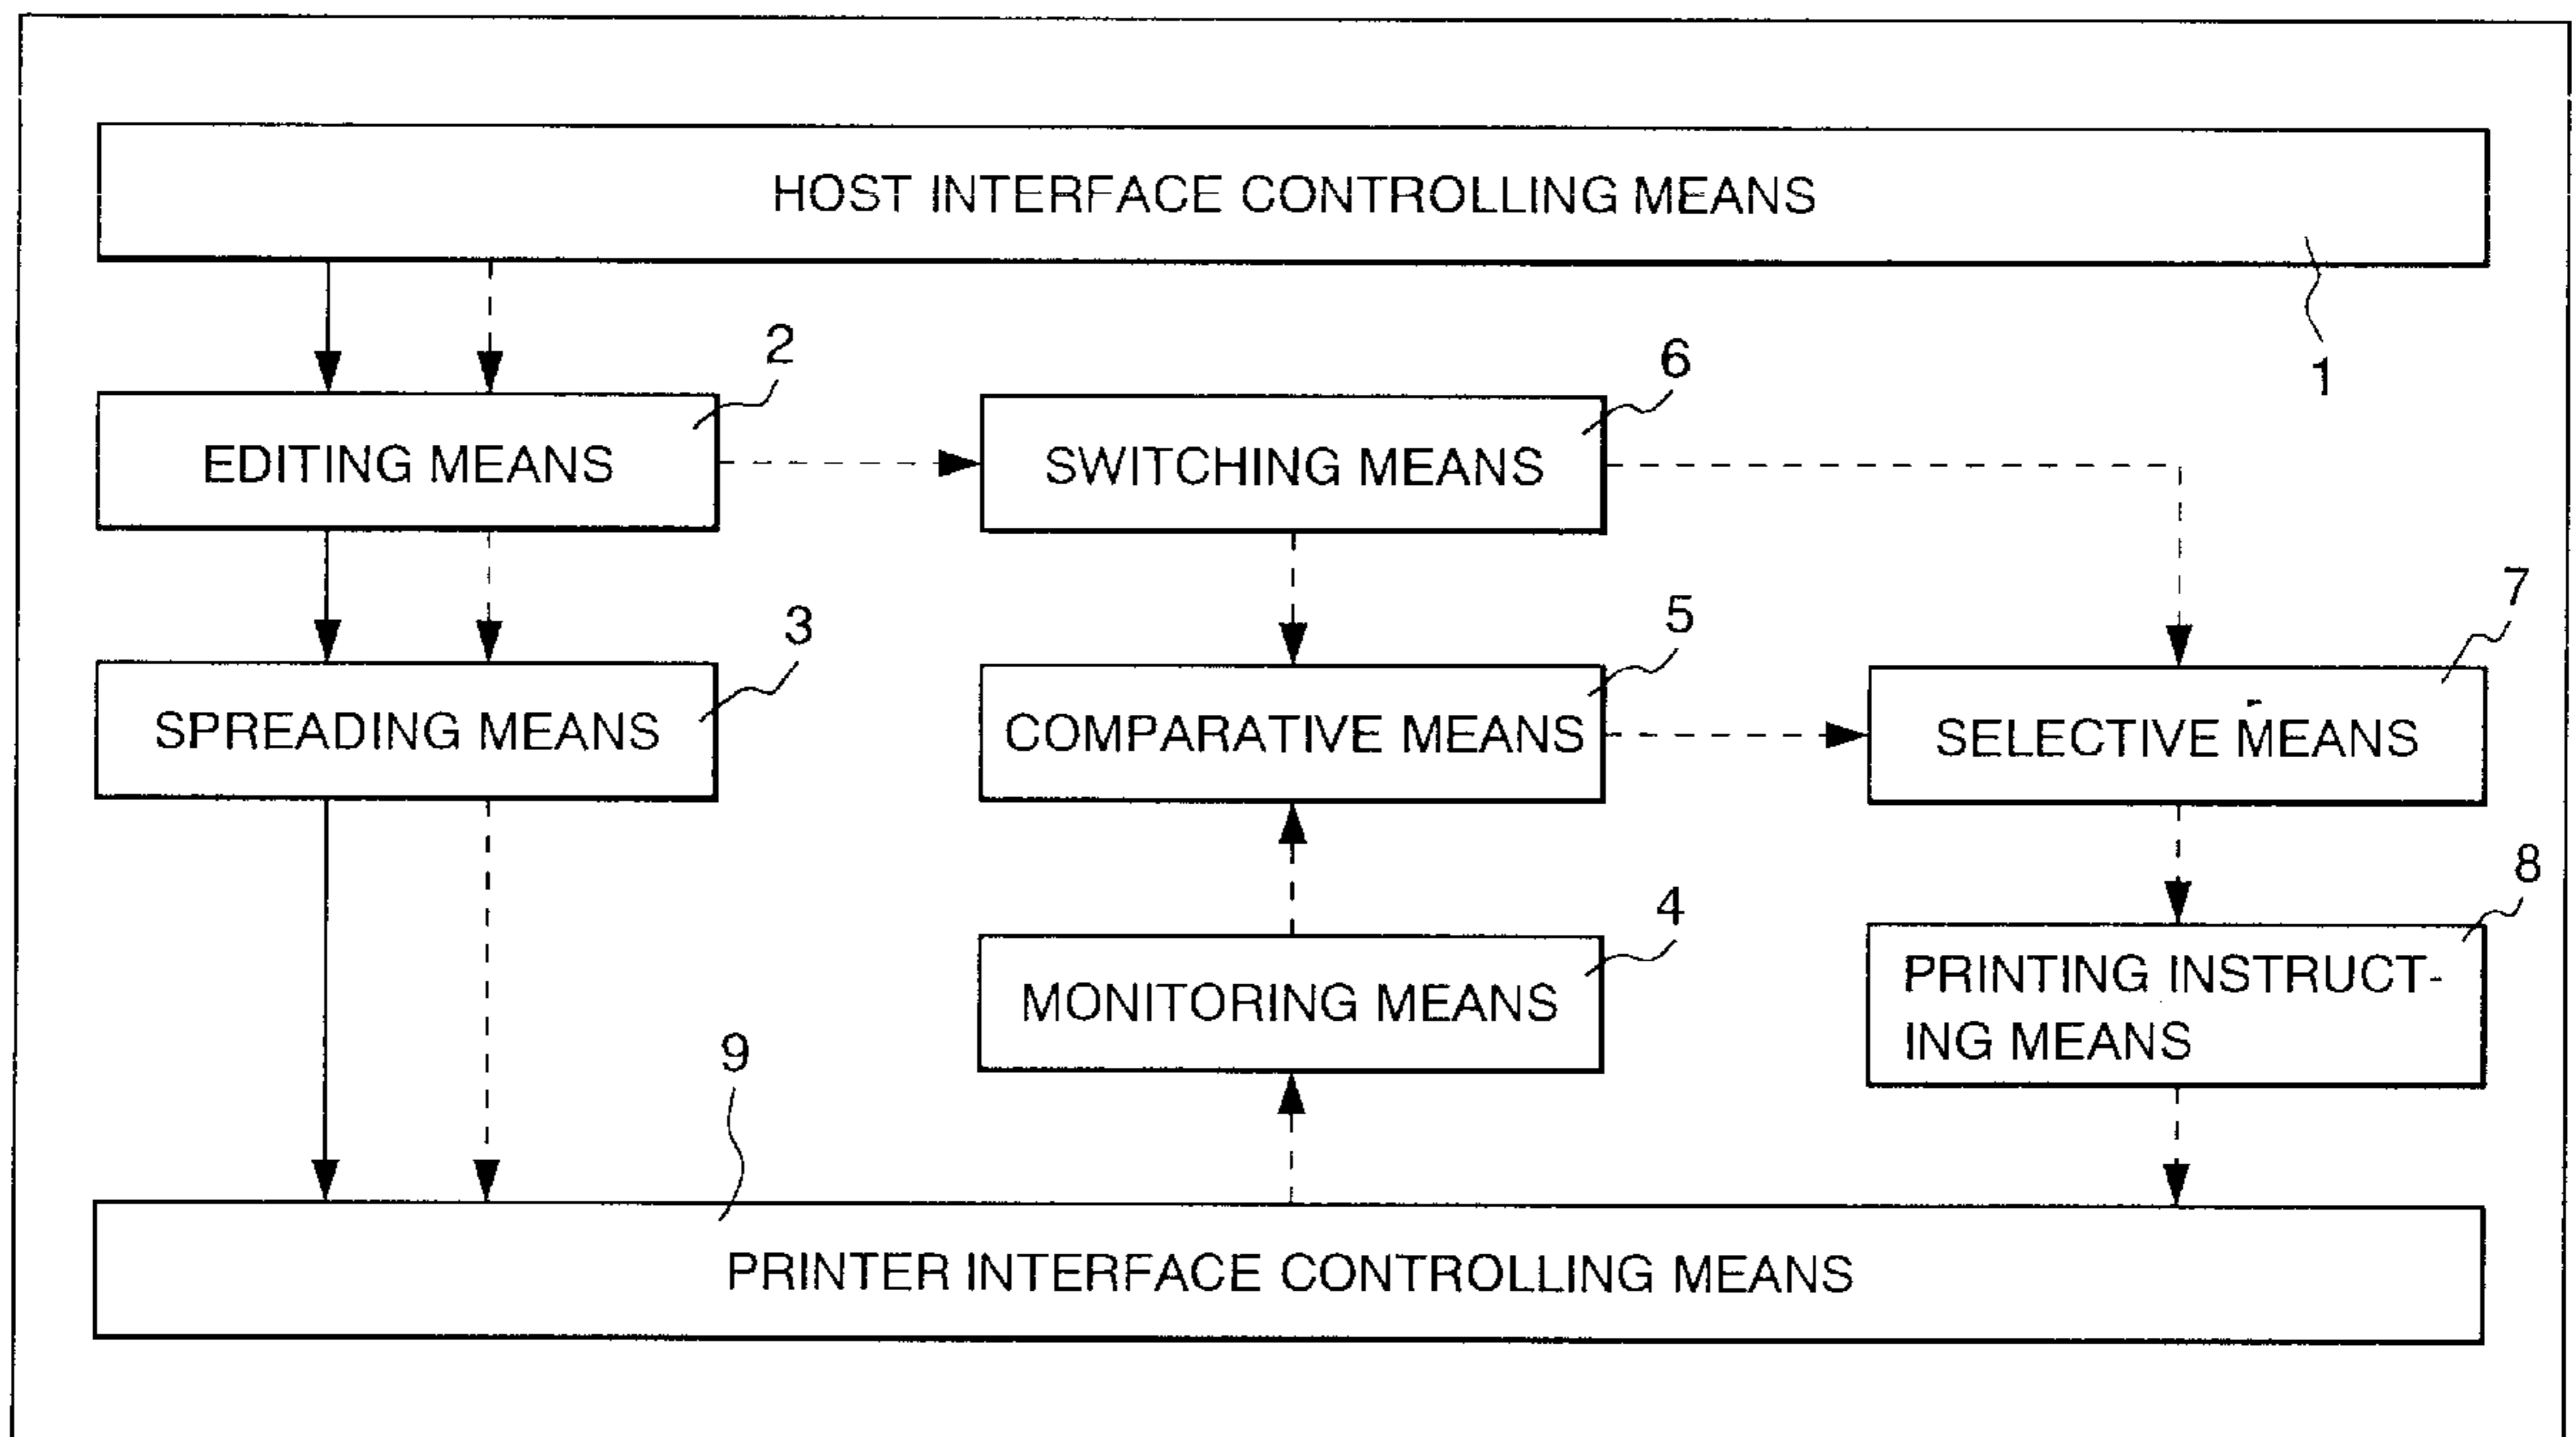 HOST INTERFACE CONTROLLING MEANS
1
2
6
EDITING MEANS
SWITCHING MEANS
3
5
7
SPREADING MEANS
COMPARATIVE MEANS
SELECTIVE MEANS
4
8
MONITORING MEANS
PRINTING INSTRUCT-
ING MEANS
9
PRINTER INTERFACE CONTROLLING MEANS